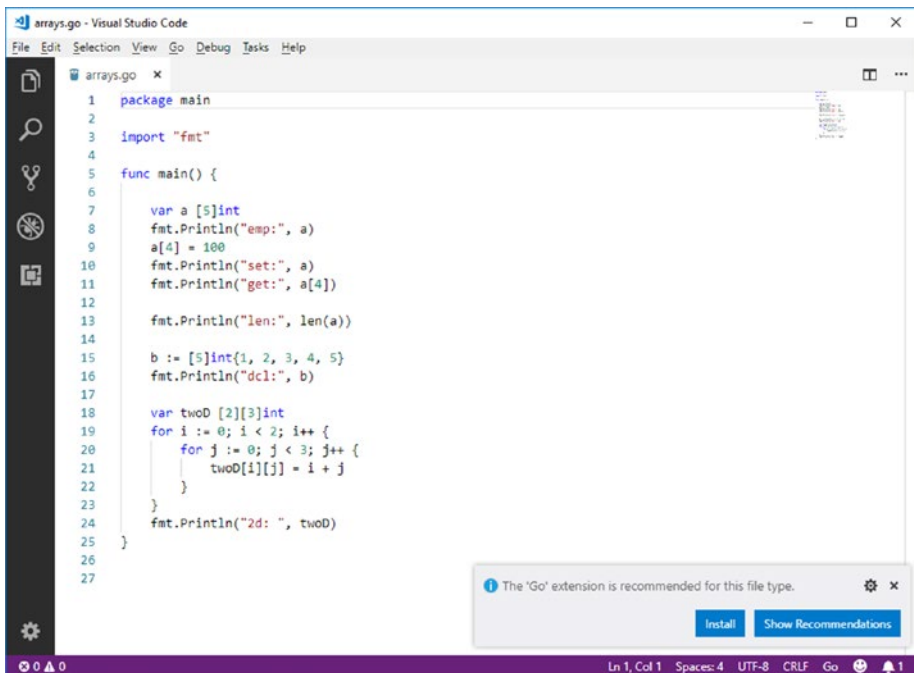 arrays.go - Visual Studio Code
File Edit Selection View Go Debug Tasks Help
arrays.go
1 package main
2
3 import "fmt"
4
5 func main() {
6
7 var a [5]int
8 fmt.Println("emp:", a)
9 a[4] = 100
10 fmt.Println("set:", a)
11 fmt.Println("get:", a[4])
12
13 fmt.Println("len:", len(a))
14
15 b := [5]int{1, 2, 3, 4, 5}
16 fmt.Println("dcl:", b)
17
18 var twoD [2][3]int
19 for i := 0; i < 2; i++ {
20 for j := 0; j < 3; j++ {
21 twoD[i][j] = i + j
22 }
23 }
24 fmt.Println("2d: ", twoD)
25 }
26
27
The 'Go' extension is recommended for this file type.
Install Show Recommendations
0 0 Ln 1, Col 1 Spaces: 4 UTF-8 CRLF Go 1